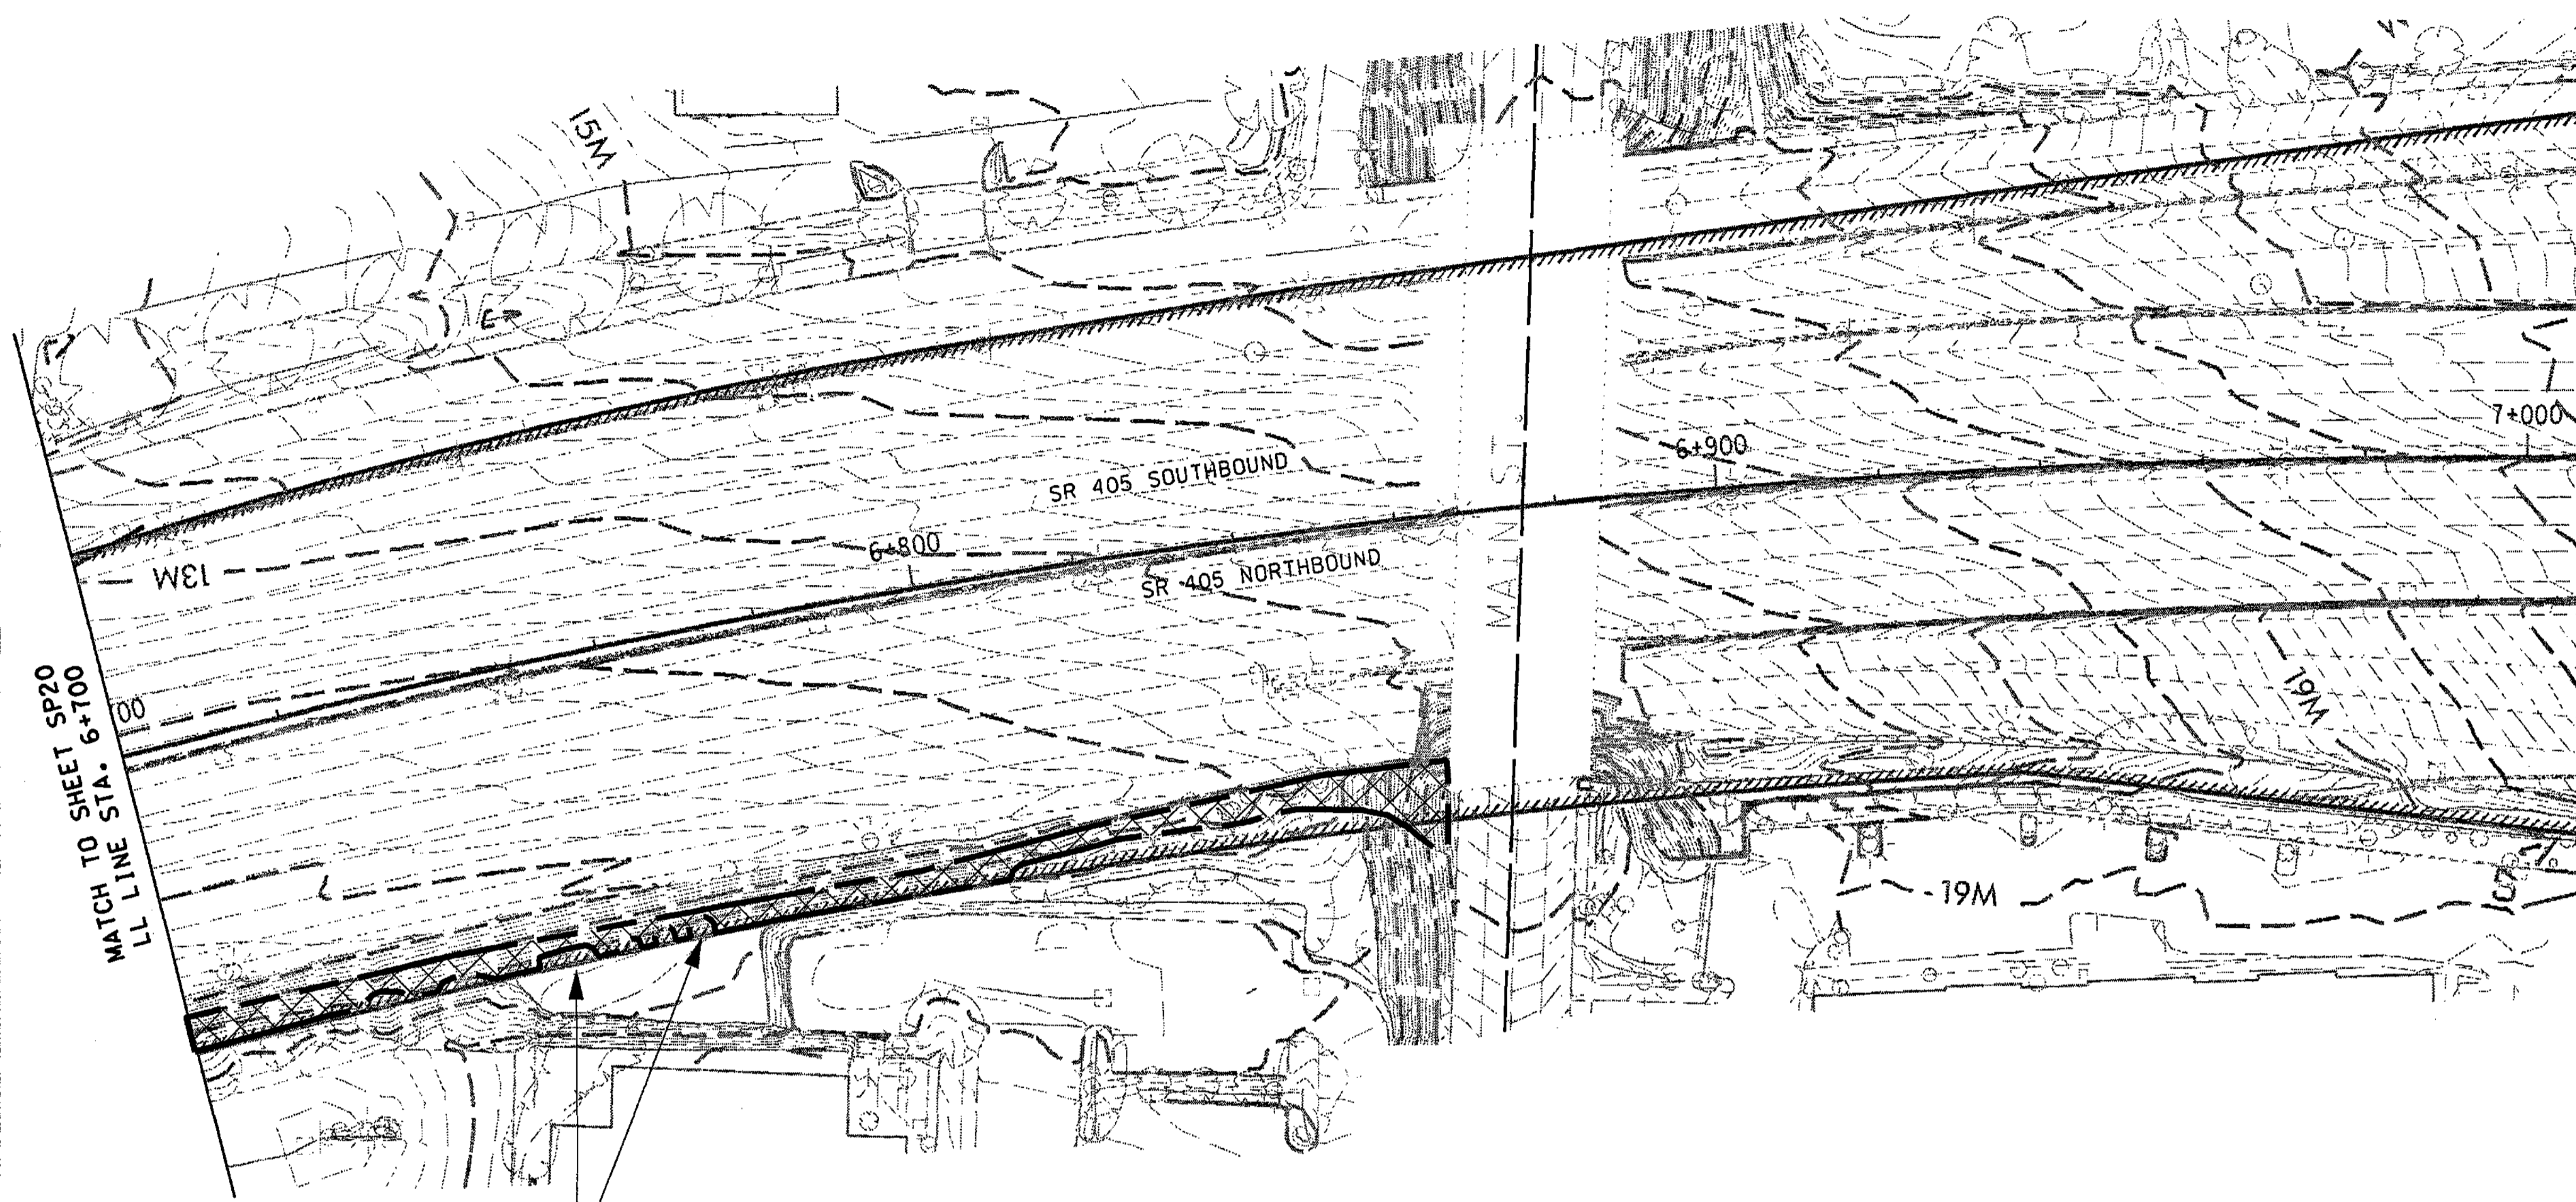 15M
SR 405 SOUTHBOUND
6+800
SR 405 NORTHBOUND
MAIN ST.
6+900
7+000
13M
00
MATCH TO SHEET SP20
LL LINE STA. 6+700
19M
19M